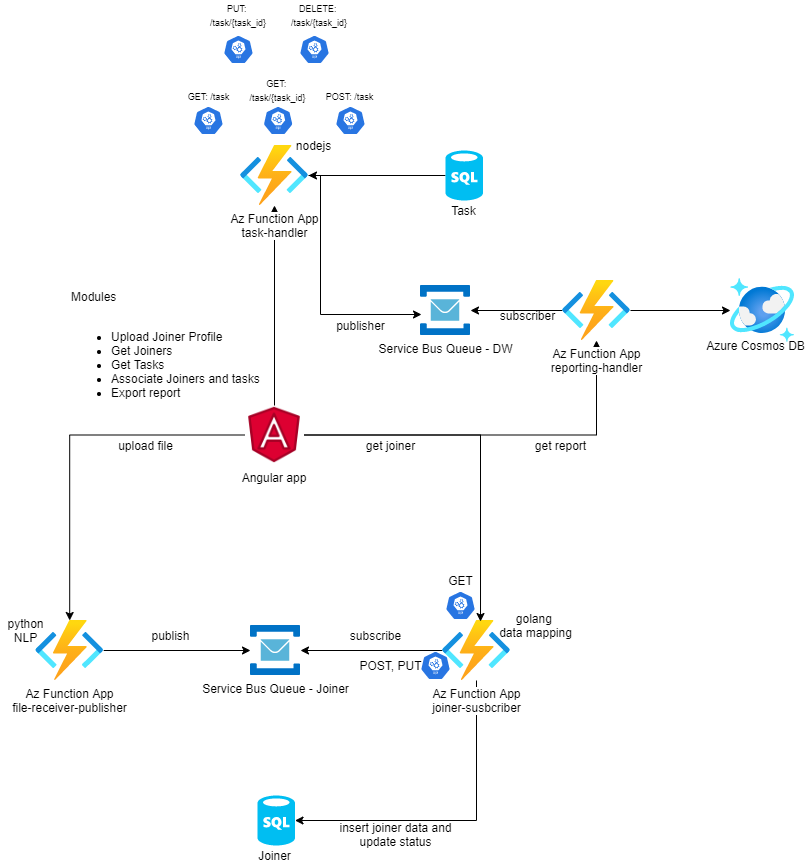 PUT:
/task/{task_id}
DELETE:
/task/{task_id}
GET: /task
GET:
/task/{task_id}
POST: /task
nodejs
SQL
Az Function App
task-handler
Task
Modules
publisher
subscriber
Service Bus Queue - DW
Az Function App
reporting-handler
Azure Cosmos DB
• Upload Joiner Profile
• Get Joiners
• Get Tasks
• Associate Joiners and tasks
• Export report
A
upload file
get joiner
get report
Angular app
GET
python
NLP
golang
data mapping
publish
subscribe
POST, PUT
Service Bus Queue - Joiner
Az Function App
file-receiver-publisher
Az Function App
joiner-susbcriber
SQL
insert joiner data and
update status
Joiner